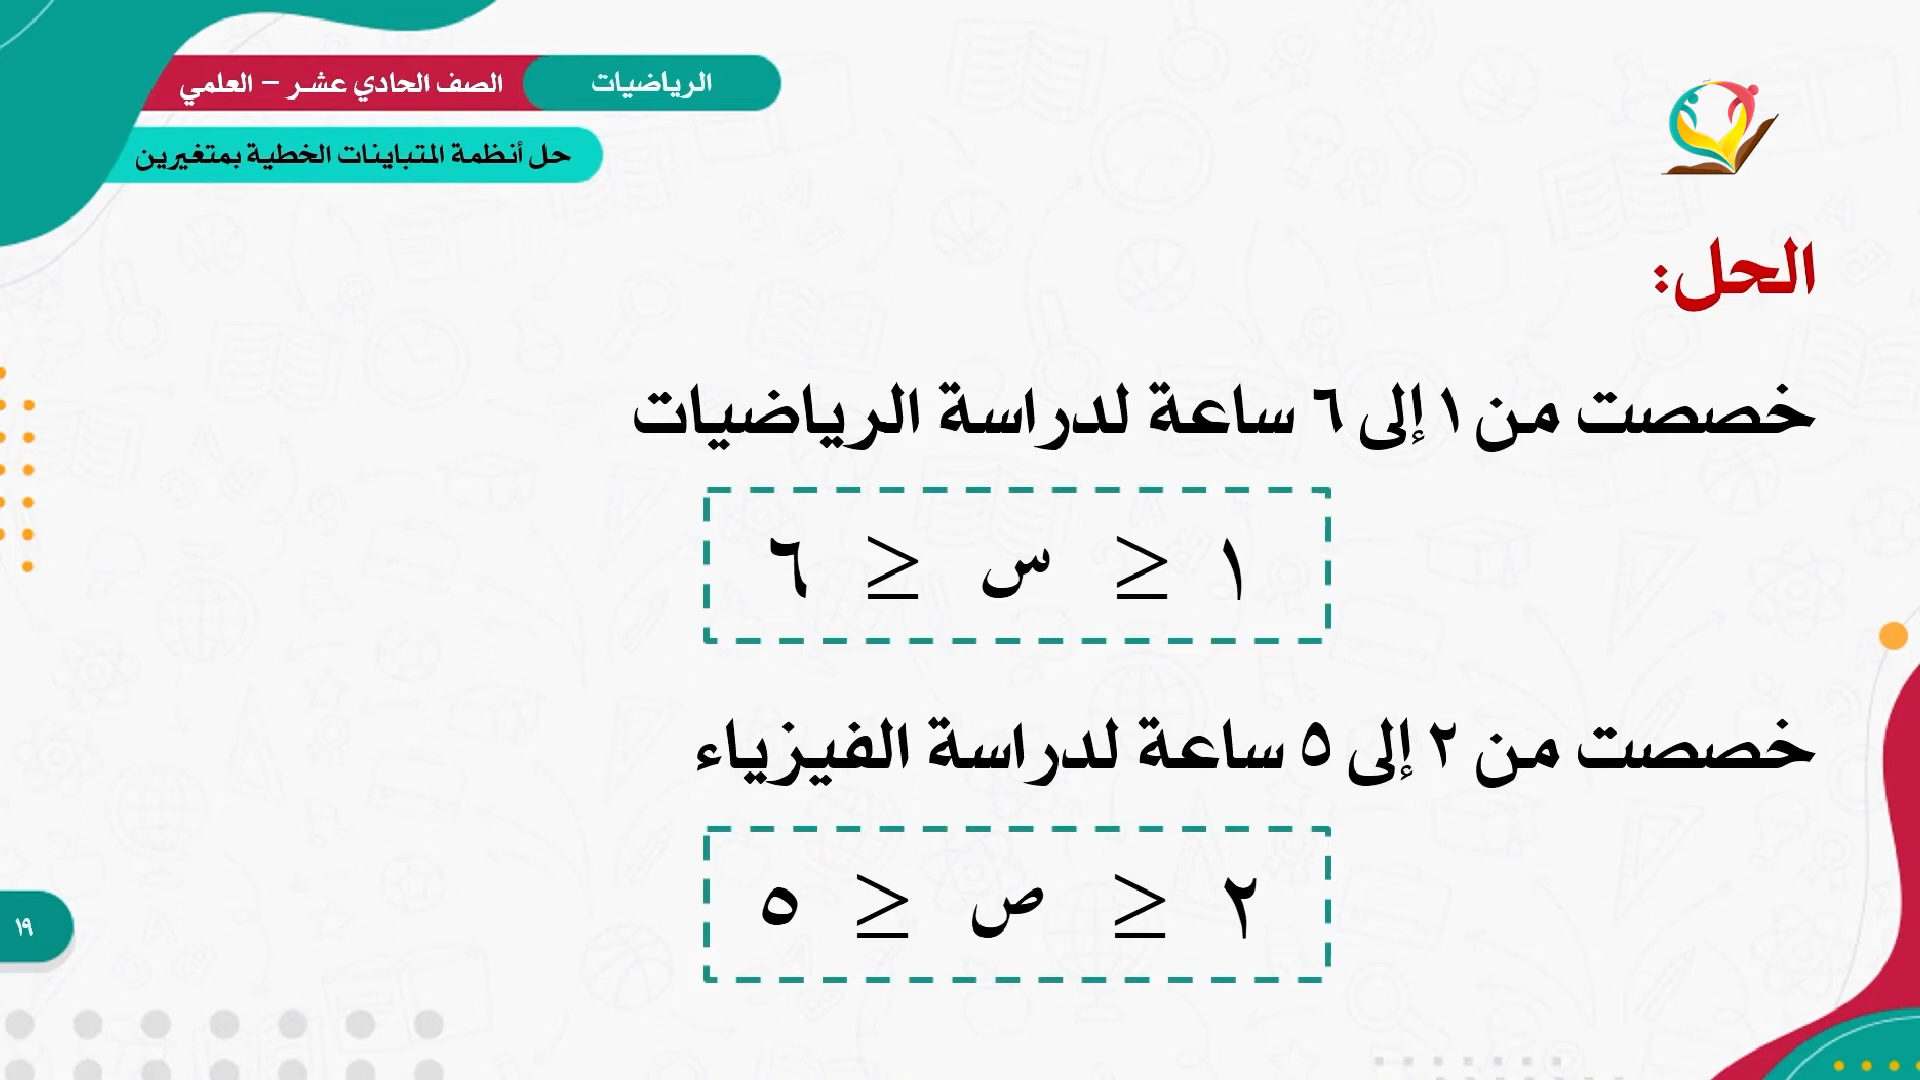 الرياضيات
الصف الحادي عشر – العلمي
حل أنظمة المتباينات الخطية بمتغيرين
الحل:
خصصت من ١ إلى ٦ ساعة لدراسة الرياضيات
١ ≥ س ≥ ٦
خصصت من ٢ إلى ٥ ساعة لدراسة الفيزياء
٢ ≥ ص ≥ ٥
١٩